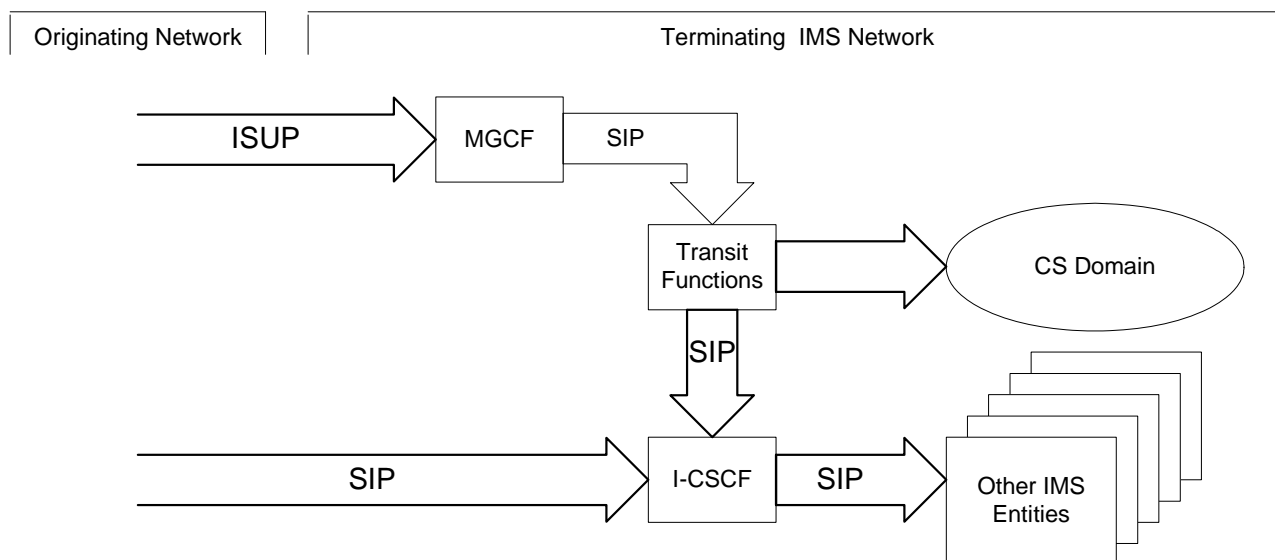 Originating Network
Terminating IMS Network
ISUP
MGCF
SIP
Transit
Functions
CS Domain
SIP
SIP
I-CSCF
SIP
Other IMS
Entities